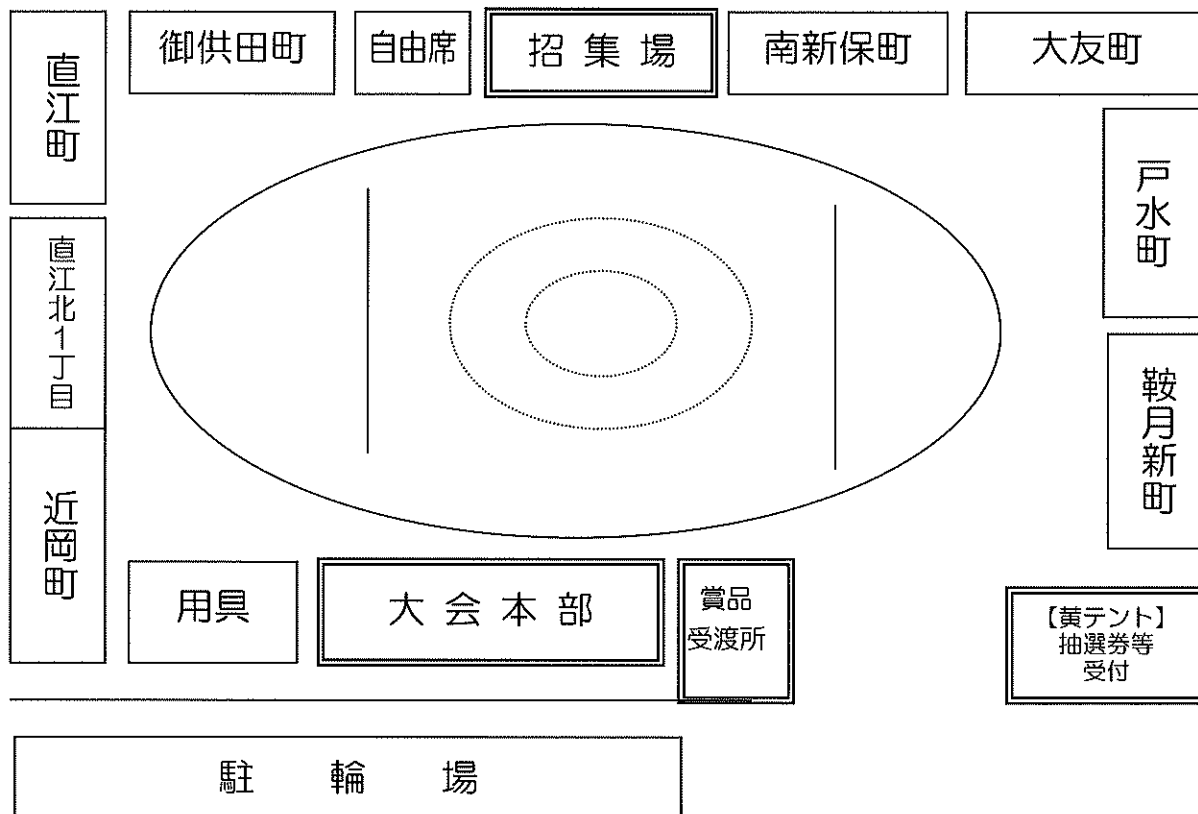 御供田町
自由席
招集場
南新保町
大友町
直江町
戸水町
直江北1丁目
鞍月新町
近岡町
用具
大会本部
賞品
受渡所
【黄テント】
抽選券等
受付
駐輪場